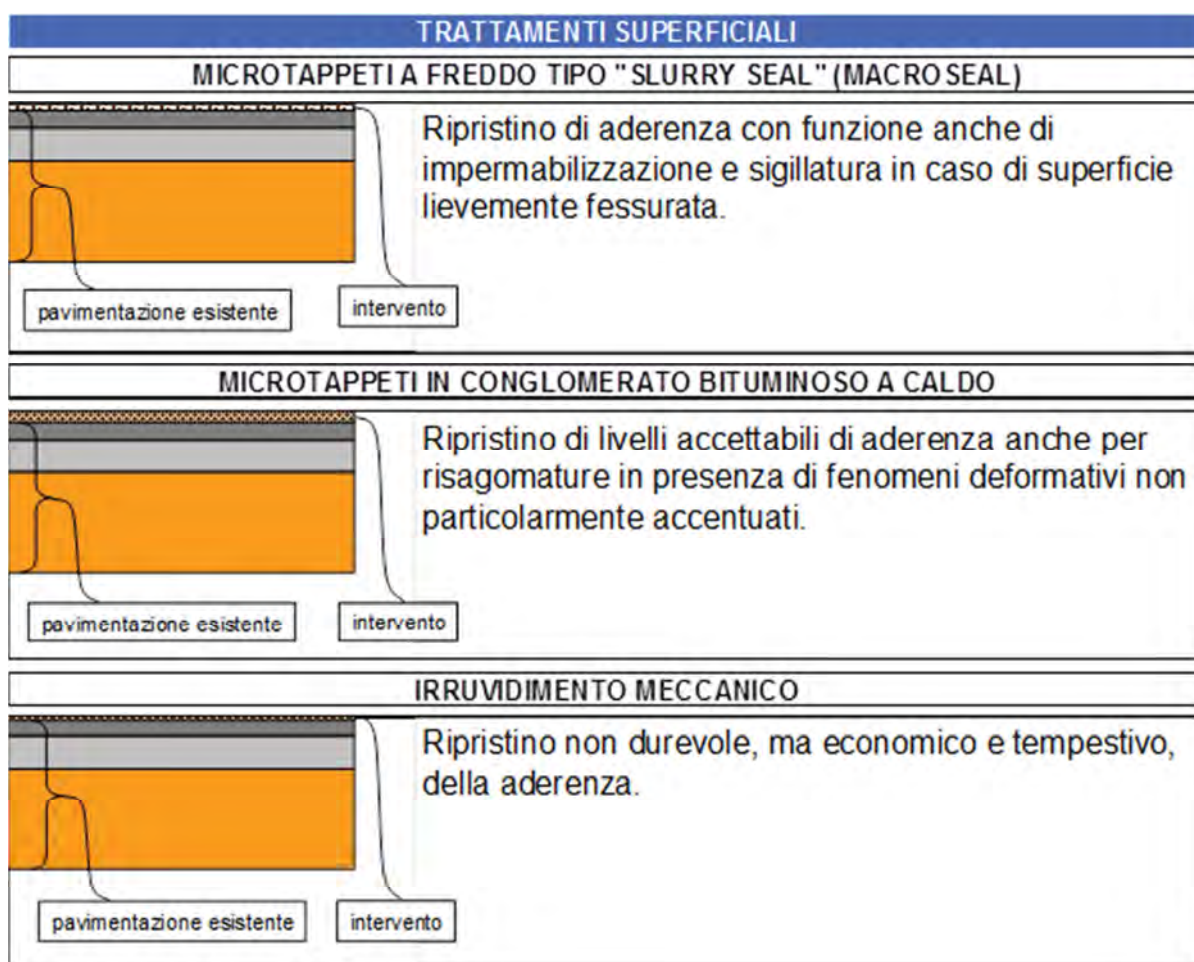 TRATTAMENTI SUPERFICIALI
MICROTAPPETI A FREDDO TIPO "SLURRY SEAL" (MACROSEAL)
Ripristino di aderenza con funzione anche di
impermabilizzazione e sigillatura in caso di superficie
lievemente fessurata.
pavimentazione esistente
intervento
MICROTAPPETI IN CONGLOMERATO BITUMINOSO A CALDO
Ripristino di livelli accettabili di aderenza anche per
risagomature in presenza di fenomeni deformativi non
particolarmente accentuati.
pavimentazione esistente
intervento
IRRUVIDIMENTO MECCANICO
Ripristino non durevole, ma economico e tempestivo,
della aderenza.
pavimentazione esistente
intervento